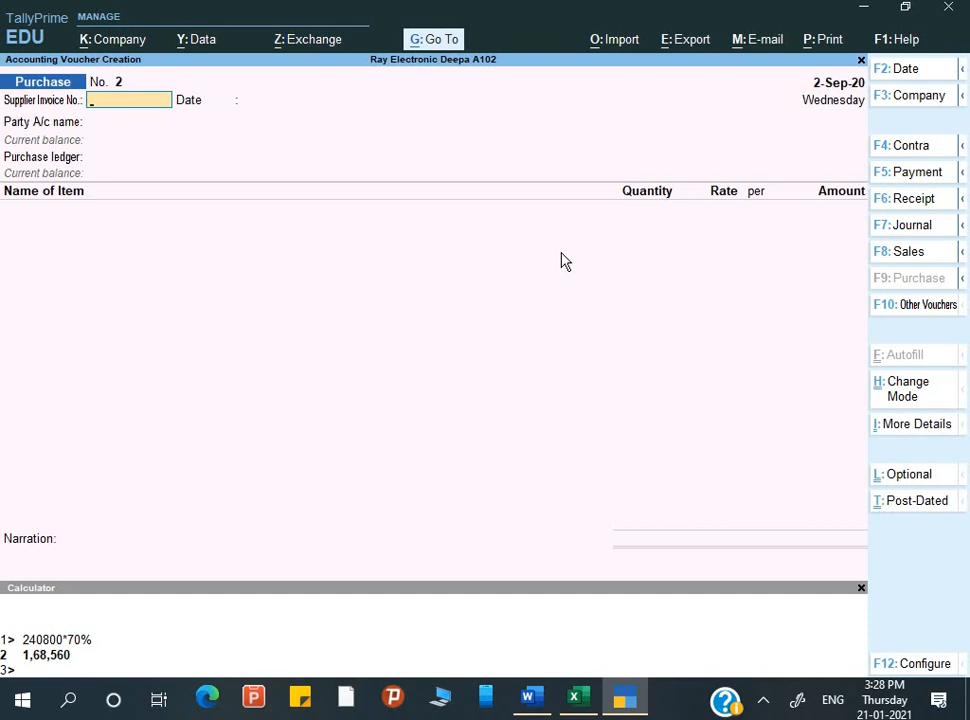 TallyPrime MANAGE
EDU K:Company Y:Data Z:Exchange G:Go To O:Import E:Export M:E-mail P:Print F1:Help
Accounting Voucher Creation Ray Electronic Deepa A102
Purchase No. 2 2-Sep-20
Supplier Invoice No.: Date : Wednesday
Party A/c name:
Current balance:
Purchase ledger:
Current balance:
Name of Item Quantity Rate per Amount
Narration:
Calculator
1> 240800*70%
2 1,68,560
3>
F2:Date
F3:Company
F4:Contra
F5:Payment
F6:Receipt
F7:Journal
F8:Sales
F9:Purchase
F10:Other Vouchers
F:Autofill
H:Change
Mode
I:More Details
L:Optional
T:Post-Dated
F12:Configure
ENG
3:28 PM
Thursday
21-01-2021